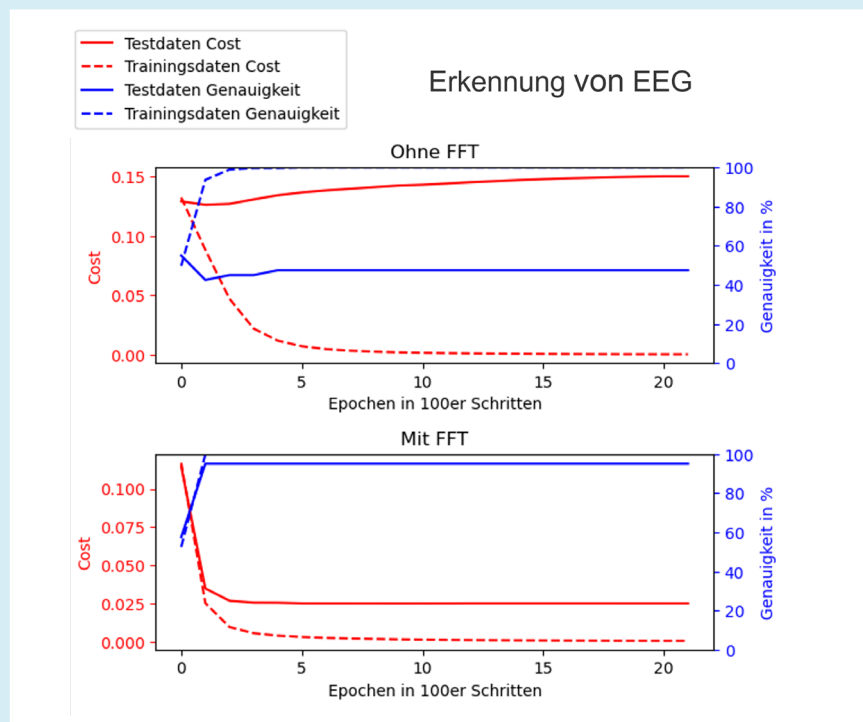 Testdaten Cost
Trainingsdaten Cost
Testdaten Genauigkeit
Trainingsdaten Genauigkeit
Erkennung von EEG
Ohne FFT
0.15
0.10
0.05
0.00
Cost
100
80
60
40
20
0
Genauigkeit in %
0 5 10 15 20
Epochen in 100er Schritten
Mit FFT
0.100
0.075
0.050
0.025
0.000
Cost
100
80
60
40
20
0
Genauigkeit in %
0 5 10 15 20
Epochen in 100er Schritten